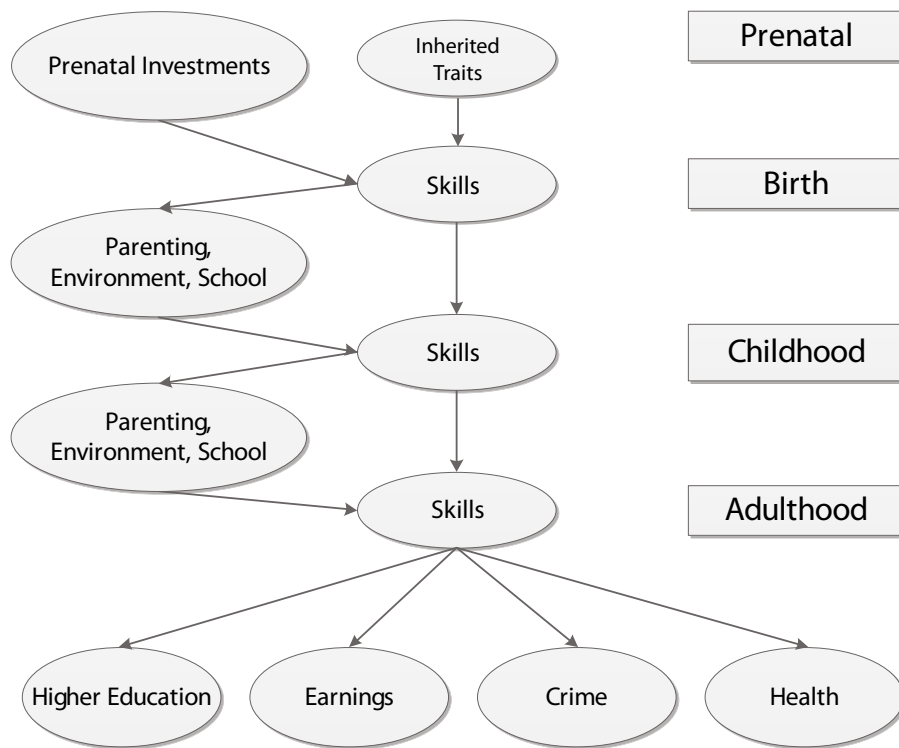 Prenatal Investments
Inherited
Traits
Prenatal
Skills
Birth
Parenting,
Environment, School
Skills
Childhood
Parenting,
Environment, School
Skills
Adulthood
Higher Education
Earnings
Crime
Health